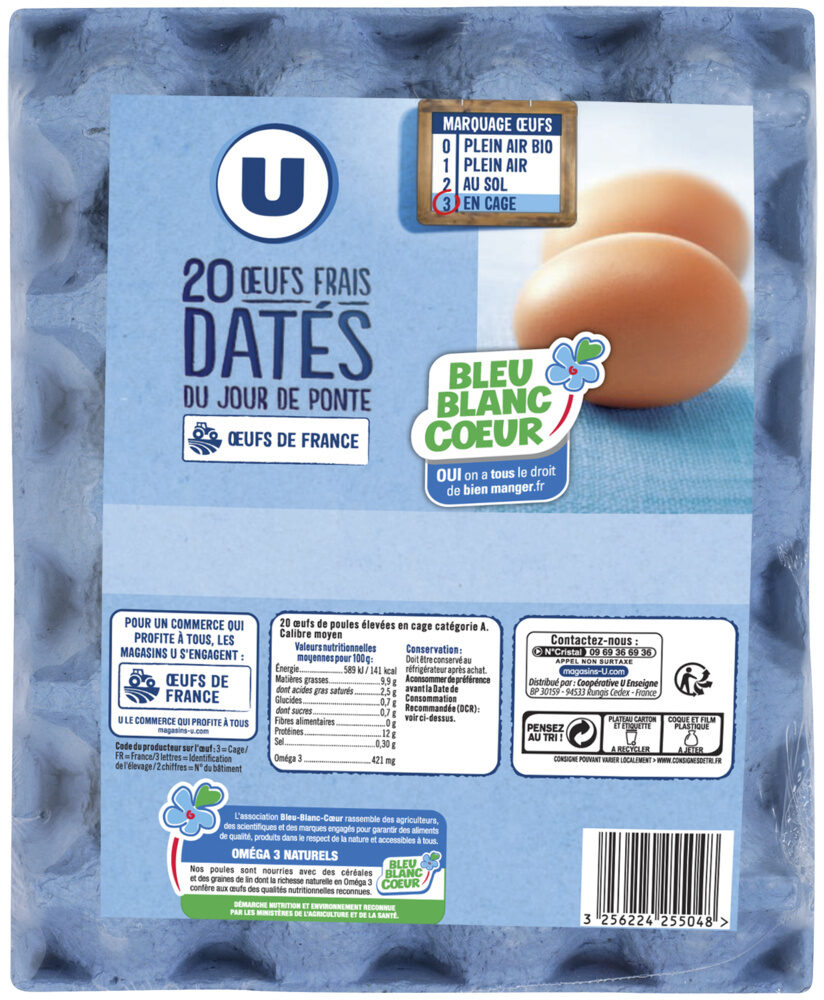 MARQUAGE ŒUFS
0 PLEIN AIR BIO
1 PLEIN AIR
2 AU SOL
3 EN CAGE
U
20 ŒUFS FRAIS
DATÉS
DU JOUR DE PONTE
ŒUFS DE FRANCE
BLEU
BLANC
COEUR
OUI on a tous le droit
de bien manger.fr
POUR UN COMMERCE QUI
PROFITE À TOUS, LES
MAGASINS U S'ENGAGENT :
ŒUFS DE
FRANCE
U LE COMMERCE QUI PROFITE À TOUS
magasins-u.com
Code du producteur sur l'œuf : 3 = Cage/
FR = France/3 lettres = Identification
de l'élevage/2 chiffres = N° du bâtiment
20 œufs de poules élevées en cage catégorie A.
Calibre moyen
Valeurs nutritionnelles
moyennes pour 100g :
Énergie..........589 kJ / 141 kcal
Matières grasses..........9,9 g
dont acides gras saturés..........2,5 g
Glucides..........0,7 g
dont sucres..........0,7 g
Fibres alimentaires..........0 g
Protéines..........12 g
Sel..........0,30 g
Oméga 3..........421 mg
Conservation :
Doit être conservé au
réfrigérateur après achat.
A consommer de préférence
avant la Date de
Consommation
Recommandée (DCR) :
voir ci-dessus.
Contactez-nous :
N°Cristal 09 69 36 69 36
APPEL NON SURTAXE
magasins-U.com
Distribué par : Coopérative U Enseigne
BP 30159 - 94533 Rungis Cedex - France
PENSEZ
AU TRI !
PLATEAU CARTON
ET ETIQUETTE
À RECYCLER
COQUE ET FILM
PLASTIQUE
À JETER
CONSIGNE POUVANT VARIER LOCALEMENT > WWW.CONSIGNESDETRI.FR
L'association Bleu-Blanc-Cœur rassemble des agriculteurs,
des scientifiques et des marques engagés pour garantir des aliments
de qualité, produits dans le respect de la nature et accessibles à tous.
OMÉGA 3 NATURELS
Nos poules sont nourries avec des céréales
et des graines de lin dont la richesse naturelle en Oméga 3
confère aux œufs des qualités nutritionnelles reconnues.
BLEU
BLANC
COEUR
DÉMARCHE NUTRITION ET ENVIRONNEMENT RECONNUE
PAR LES MINISTÈRES DE L'AGRICULTURE ET DE LA SANTÉ.
3 256224 255048 >